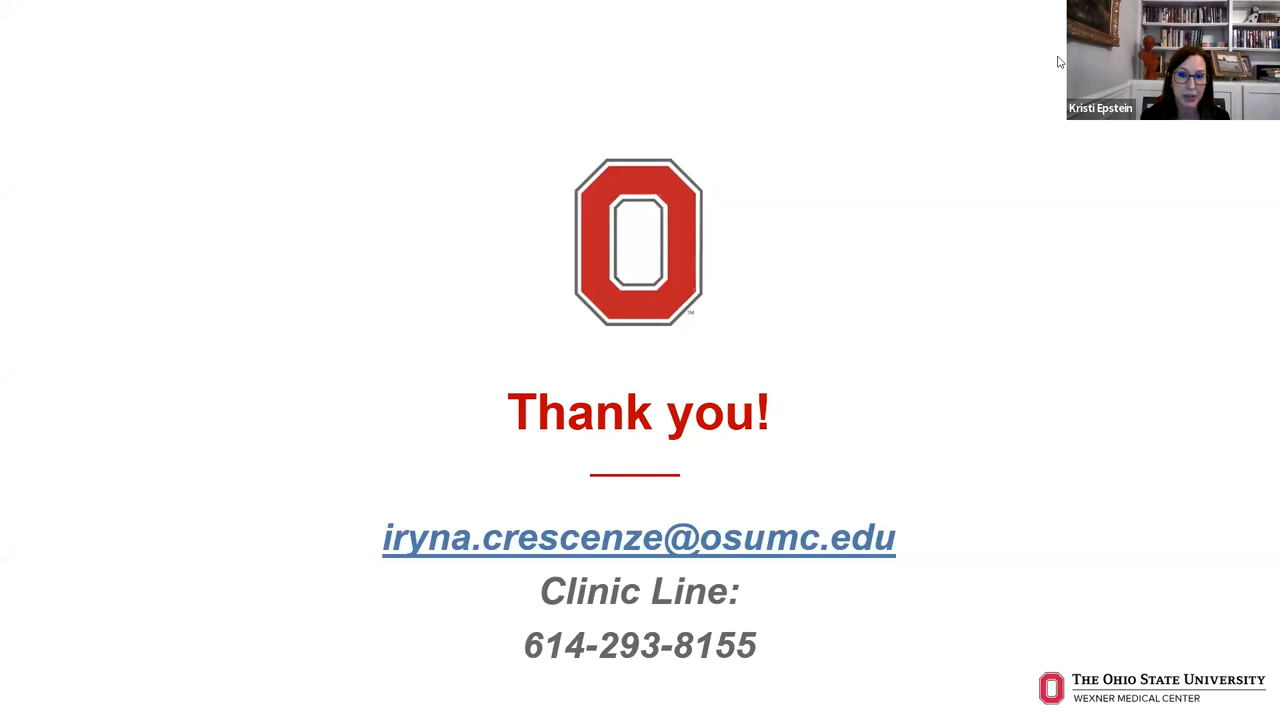 Kristi Epstein
O
TM
Thank you!
iryna.crescenze@osumc.edu
Clinic Line:
614-293-8155
THE OHIO STATE UNIVERSITY
WEXNER MEDICAL CENTER